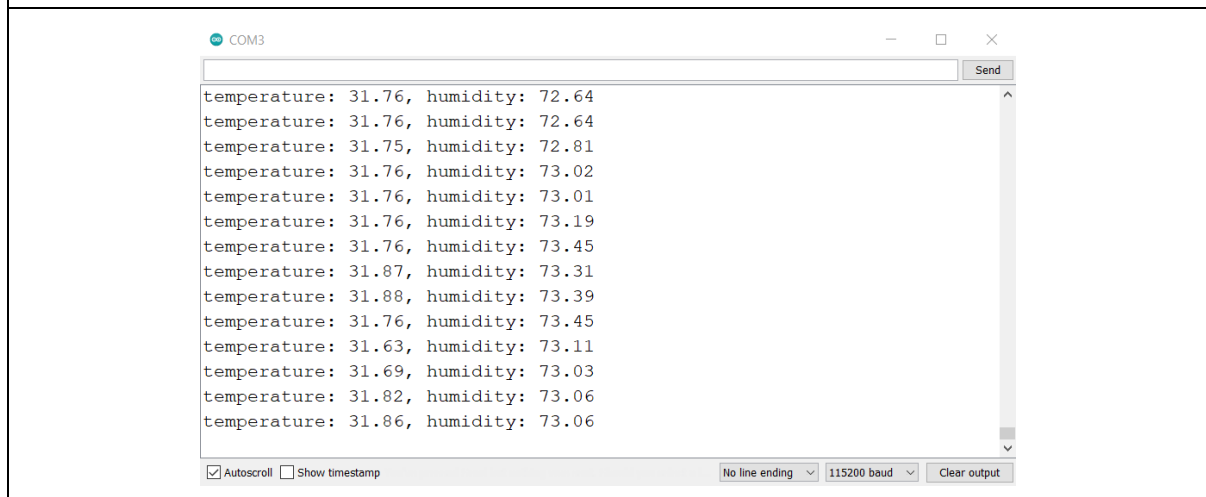 COM3
Send
temperature: 31.76, humidity: 72.64
temperature: 31.76, humidity: 72.64
temperature: 31.75, humidity: 72.81
temperature: 31.76, humidity: 73.02
temperature: 31.76, humidity: 73.01
temperature: 31.76, humidity: 73.19
temperature: 31.76, humidity: 73.45
temperature: 31.87, humidity: 73.31
temperature: 31.88, humidity: 73.39
temperature: 31.76, humidity: 73.45
temperature: 31.63, humidity: 73.11
temperature: 31.69, humidity: 73.03
temperature: 31.82, humidity: 73.06
temperature: 31.86, humidity: 73.06
Autoscroll Show timestamp No line ending 115200 baud Clear output